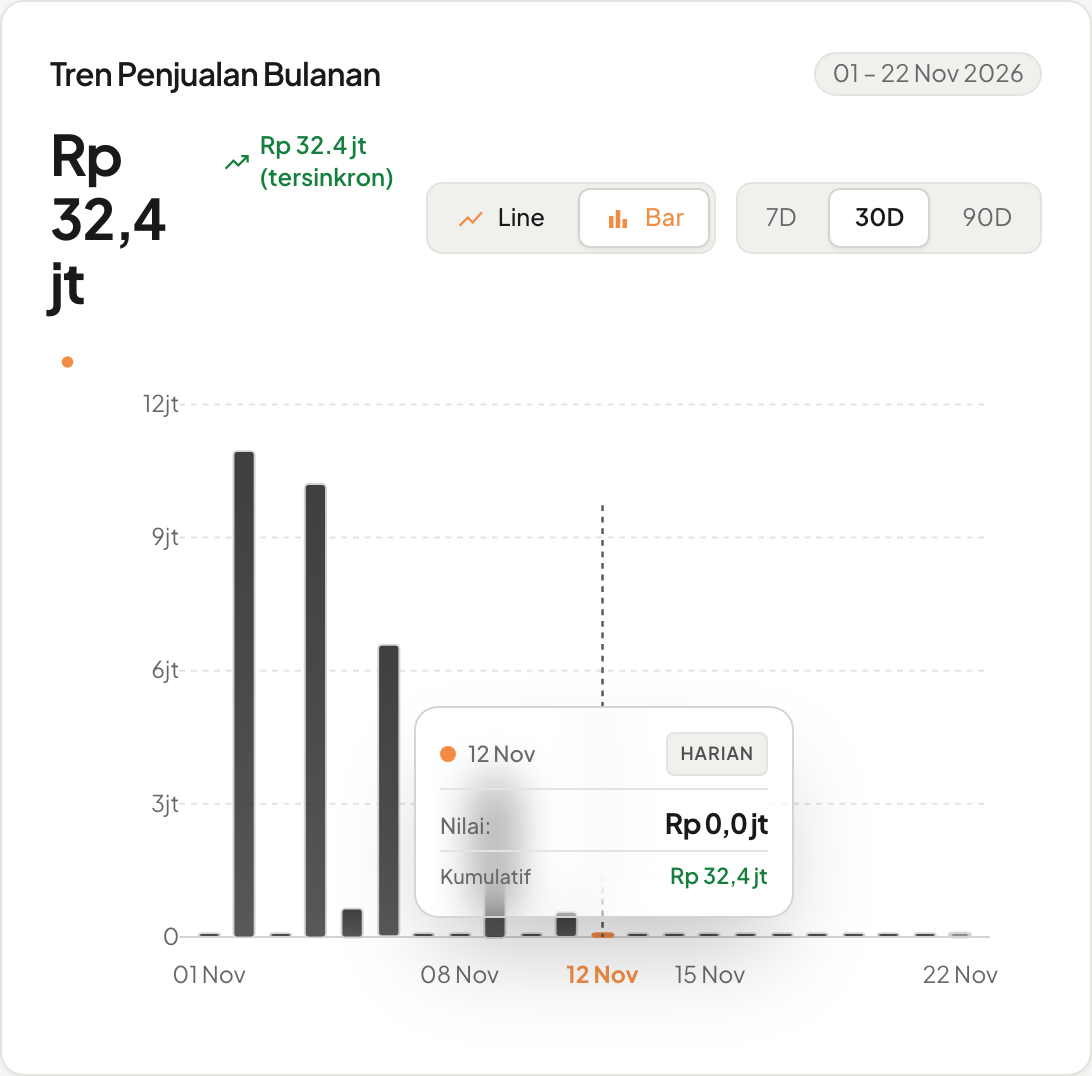 Tren Penjualan Bulanan
01 – 22 Nov 2026
Rp
32,4
jt
Rp 32.4 jt
(tersinkron)
Line
Bar
7D
30D
90D
12jt
9jt
6jt
3jt
0
12 Nov
HARIAN
Nilai:
Rp 0,0 jt
Kumulatif
Rp 32,4 jt
01 Nov
08 Nov
12 Nov
15 Nov
22 Nov